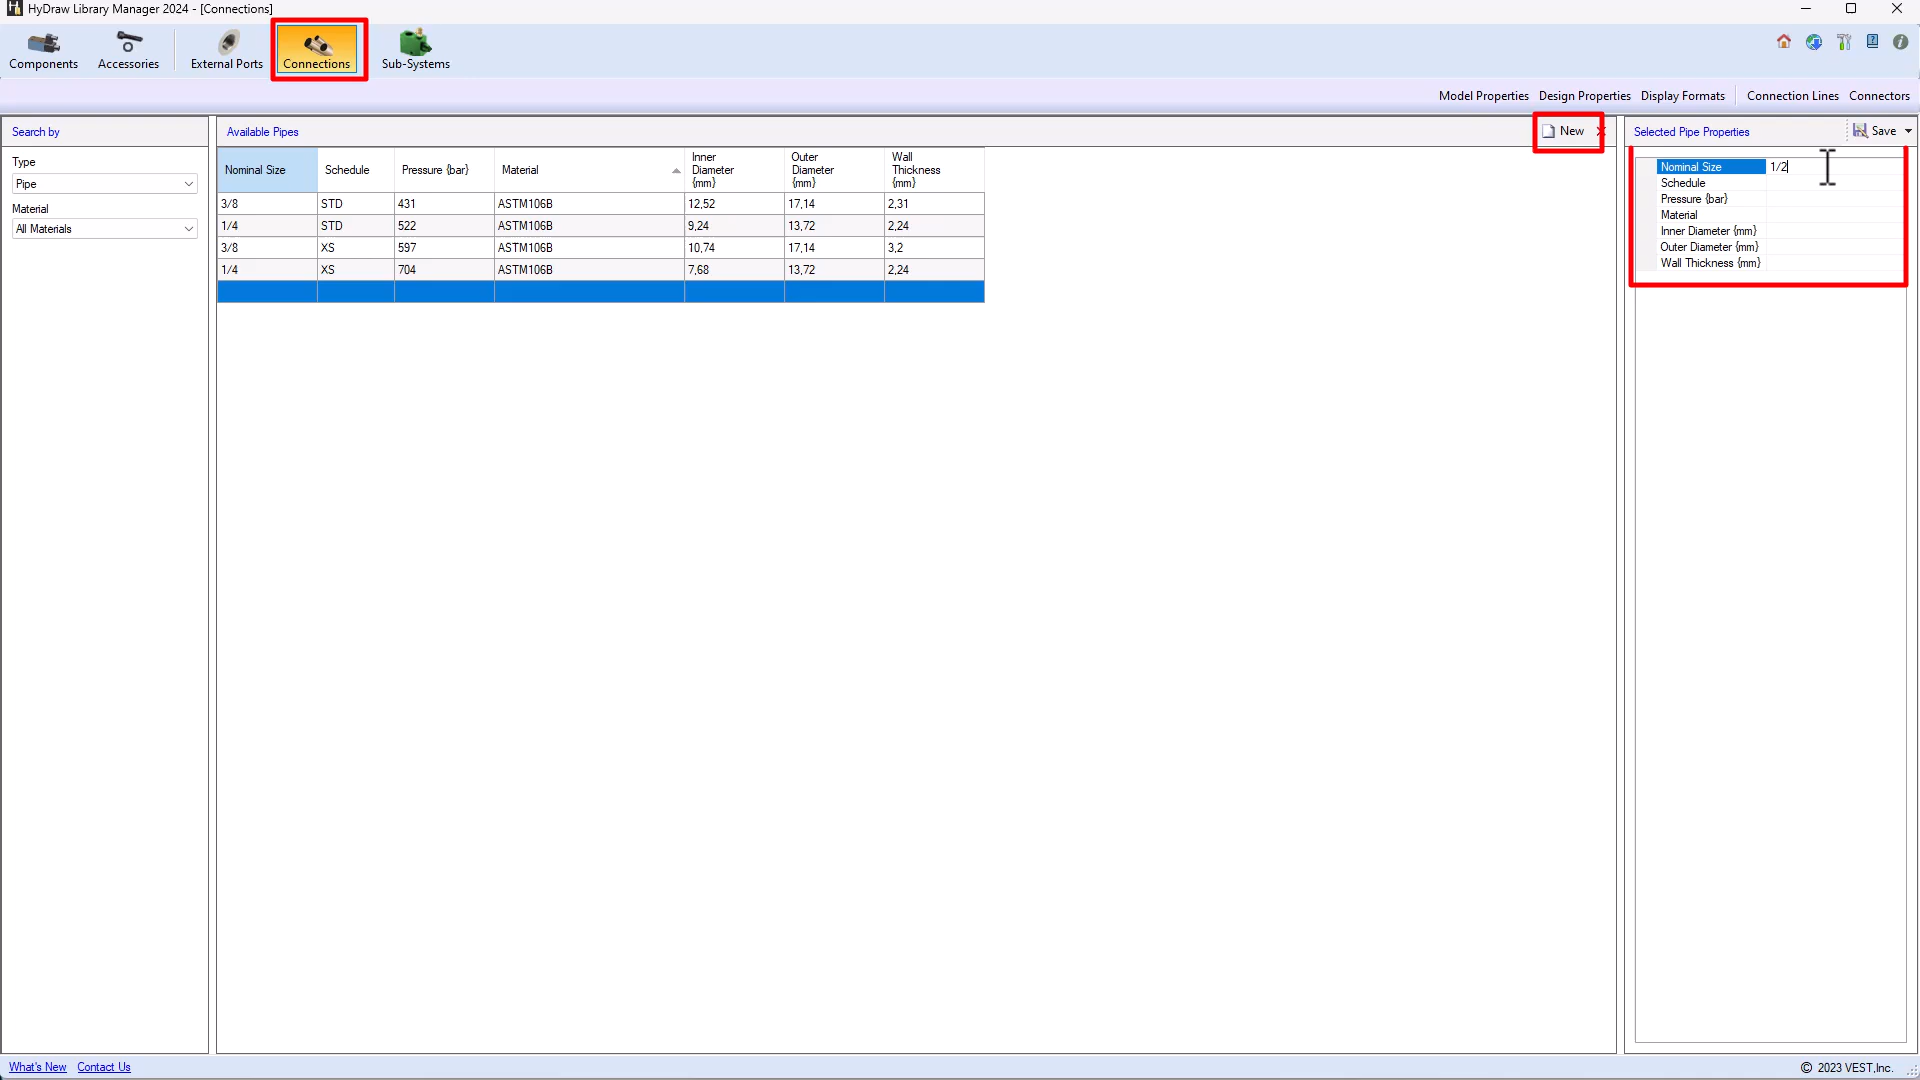 HyDraw Library Manager 2024 - [Connections]
Components
Accessories
External Ports
Connections
Sub-Systems
Model Properties
Design Properties
Display Formats
Connection Lines
Connectors
Search by
Type
Pipe
Material
All Materials
Available Pipes
New
Nominal Size Schedule Pressure {bar} Material Inner Diameter {mm} Outer Diameter {mm} Wall Thickness {mm}
3/8 STD 431 ASTM106B 12,52 17,14 2,31
1/4 STD 522 ASTM106B 9,24 13,72 2,24
3/8 XS 597 ASTM106B 10,74 17,14 3,2
1/4 XS 704 ASTM106B 7,68 13,72 2,24
Selected Pipe Properties
Save
Nominal Size 1/2
Schedule
Pressure {bar}
Material
Inner Diameter {mm}
Outer Diameter {mm}
Wall Thickness {mm}
What's New
Contact Us
© 2023 VEST,Inc.